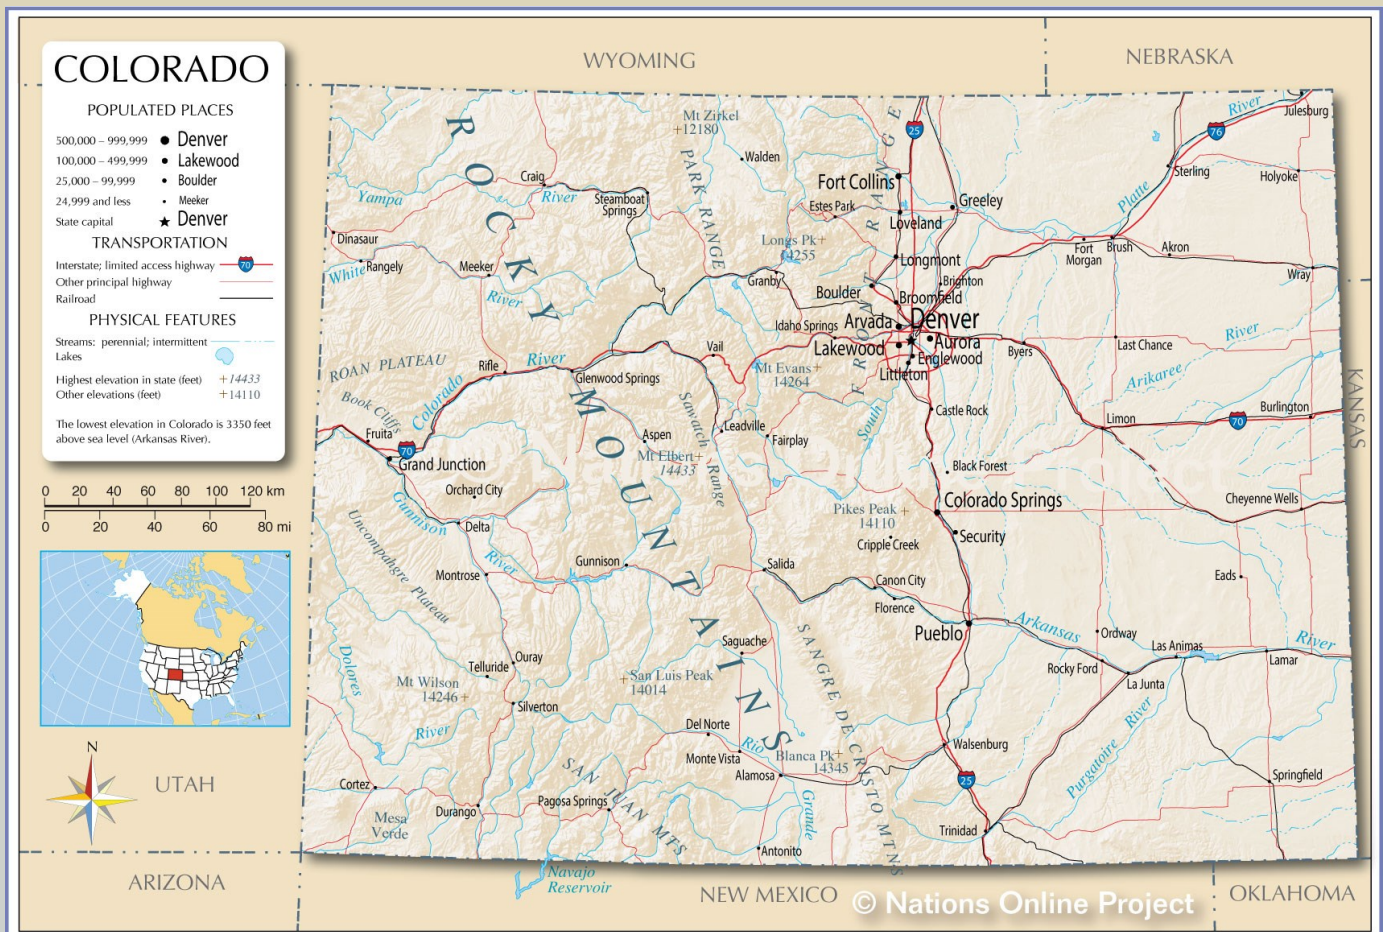 COLORADO
POPULATED PLACES
500,000 – 999,999 Denver
100,000 – 499,999 Lakewood
25,000 – 99,999 Boulder
24,999 and less Meeker
State capital Denver
TRANSPORTATION
Interstate; limited access highway 70
Other principal highway
Railroad
PHYSICAL FEATURES
Streams: perennial; intermittent
Lakes
Highest elevation in state (feet) +14433
Other elevations (feet) +14110
The lowest elevation in Colorado is 3350 feet
above sea level (Arkansas River).
0 20 40 60 80 100 120 km
0 20 40 60 80 mi
N
WYOMING
NEBRASKA
KANSAS
OKLAHOMA
NEW MEXICO
ARIZONA
UTAH
ROCKY MOUNTAINS
PARK RANGE
FRONT RANGE
Sawatch Range
SANGRE DE CRISTO MTNS
SAN JUAN MTS
ROAN PLATEAU
Book Cliffs
Uncompahgre Plateau
Mesa
Verde
Mt Zirkel
+12180
Longs Pk+
14255
Mt Evans+
14264
Mt Elbert+
14433
Pikes Peak +
14110
Mt Wilson
14246+
+San Luis Peak
14014
Blanca Pk+
14345
Yampa
River
White
River
Colorado
River
Gunnison
River
Dolores
River
Rio
Grande
Arkansas
River
Purgatoire
River
South
Platte
River
Arikaree
River
Navajo
Reservoir
25
76
70
70
25
Craig
Steamboat
Springs
Walden
Fort Collins
Estes Park
Loveland
Greeley
Sterling
Julesburg
Holyoke
Dinosaur
Rangely
Meeker
Granby
Longmont
Boulder
Brighton
Broomfield
Fort
Morgan
Brush
Akron
Wray
Idaho Springs
Arvada
Denver
Lakewood
Aurora
Englewood
Littleton
Byers
Last Chance
Rifle
Glenwood Springs
Vail
Castle Rock
Limon
Burlington
Fruita
Grand Junction
Aspen
Leadville
Fairplay
Black Forest
Orchard City
Delta
Colorado Springs
Cheyenne Wells
Cripple Creek
Security
Montrose
Gunnison
Salida
Canon City
Florence
Eads
Pueblo
Ordway
Rocky Ford
Las Animas
La Junta
Lamar
Saguache
Ouray
Telluride
Silverton
Del Norte
Monte Vista
Alamosa
Walsenburg
Springfield
Cortez
Durango
Pagosa Springs
Antonito
Trinidad
© Nations Online Project